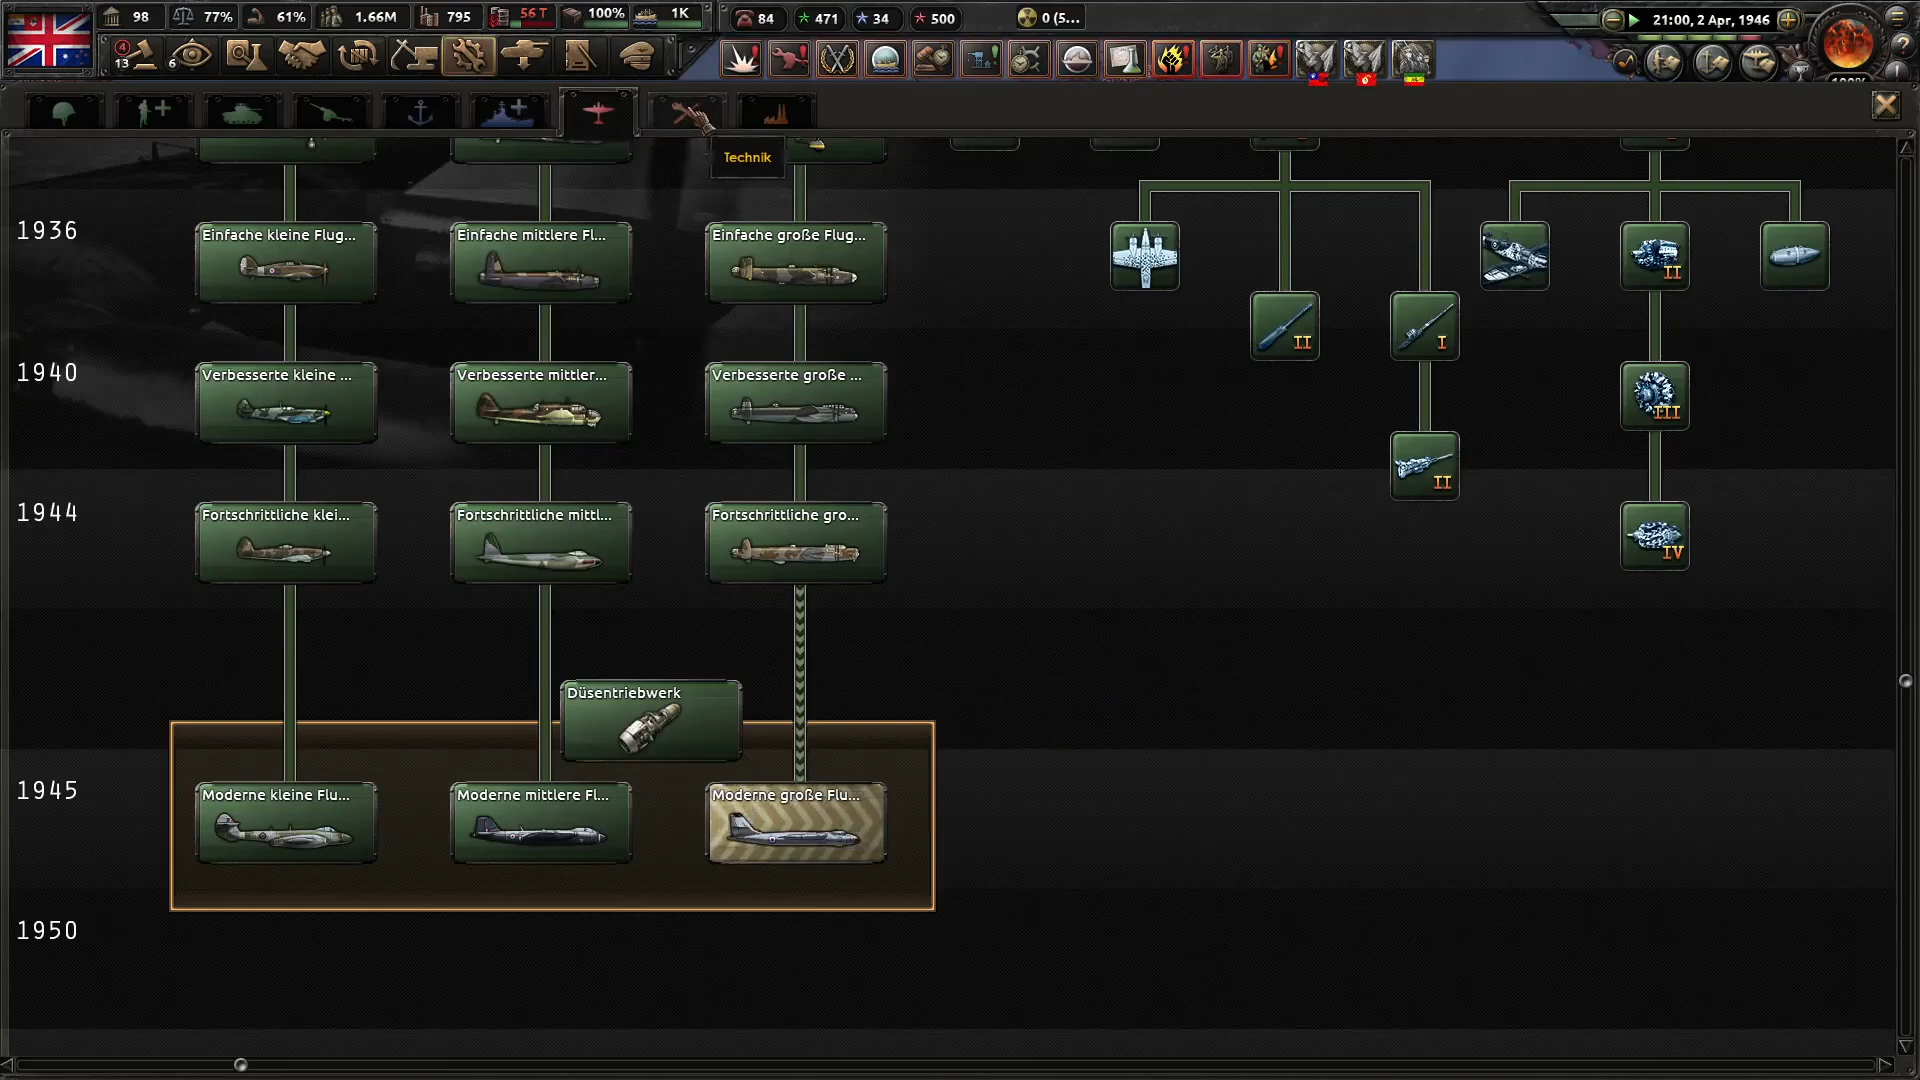 98 77% 61% 1.66M 795 56 T 100% 1K 84 471 34 500 0 (5... 21:00, 2 Apr, 1946
4
13 6
100%
Technik
1936
Einfache kleine Flug... Einfache mittlere Fl... Einfache große Flug...
II
II I
1940
Verbesserte kleine ... Verbesserte mittler... Verbesserte große ...
III
II
1944
Fortschrittliche klei... Fortschrittliche mittl... Fortschrittliche gro...
IV
Düsentriebwerk
1945
Moderne kleine Flu... Moderne mittlere Fl... Moderne große Flu...
1950